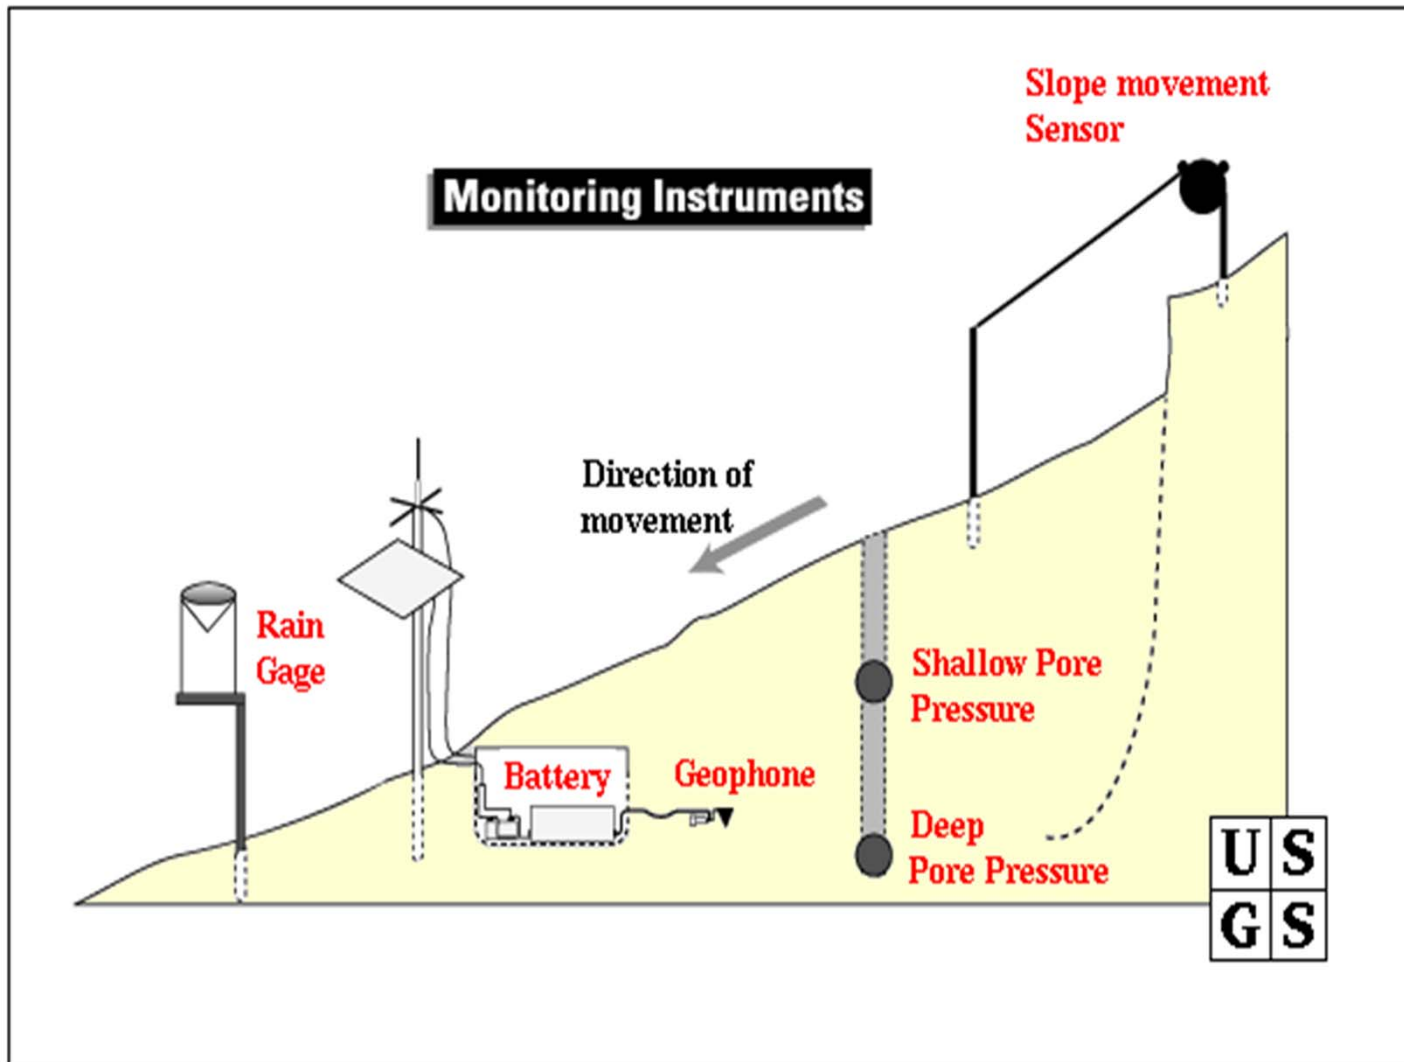 Slope movement
Sensor
Monitoring Instruments
Direction of
movement
Rain
Gage
Shallow Pore
Pressure
Battery
Geophone
Deep
Pore Pressure
U S
G S